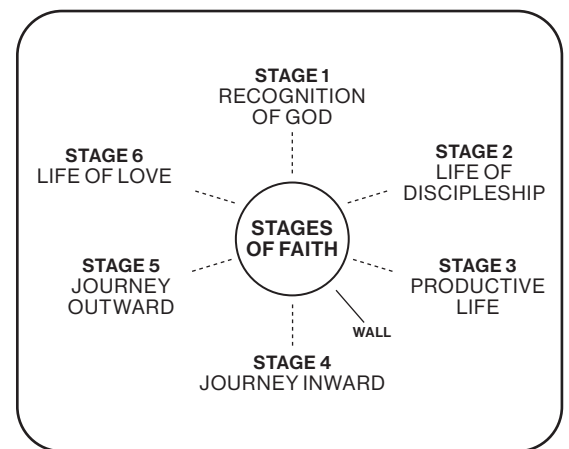 STAGE 1
RECOGNITION
OF GOD
STAGE 2
LIFE OF
DISCIPLESHIP
STAGE 3
PRODUCTIVE
LIFE
WALL
STAGE 4
JOURNEY INWARD
STAGE 5
JOURNEY
OUTWARD
STAGE 6
LIFE OF LOVE
STAGES
OF FAITH